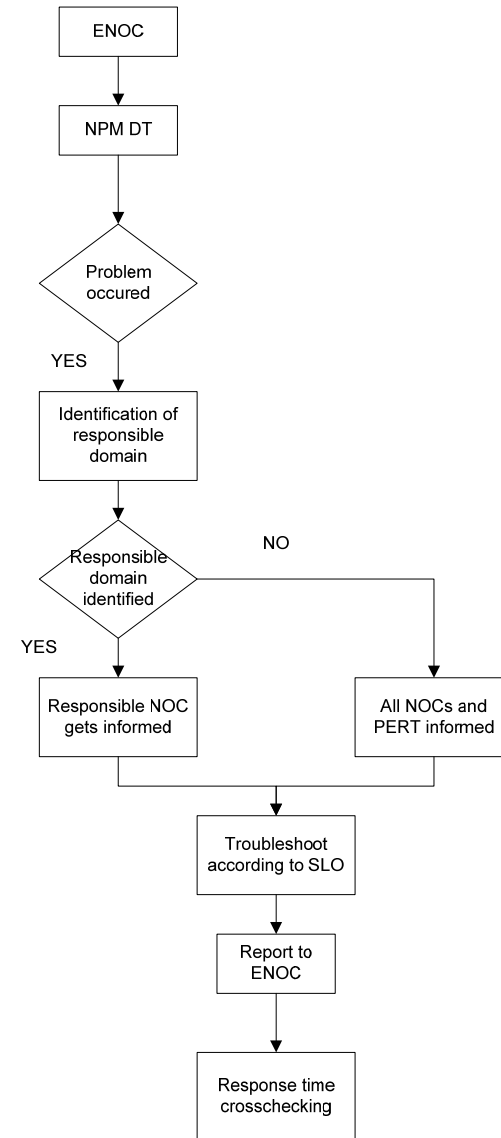 ENOC
NPM DT
Problem
occured
YES
Identification of
responsible
domain
Responsible
domain
identified
NO
YES
Responsible NOC
gets informed
All NOCs and
PERT informed
Troubleshoot
according to SLO
Report to
ENOC
Response time
crosschecking